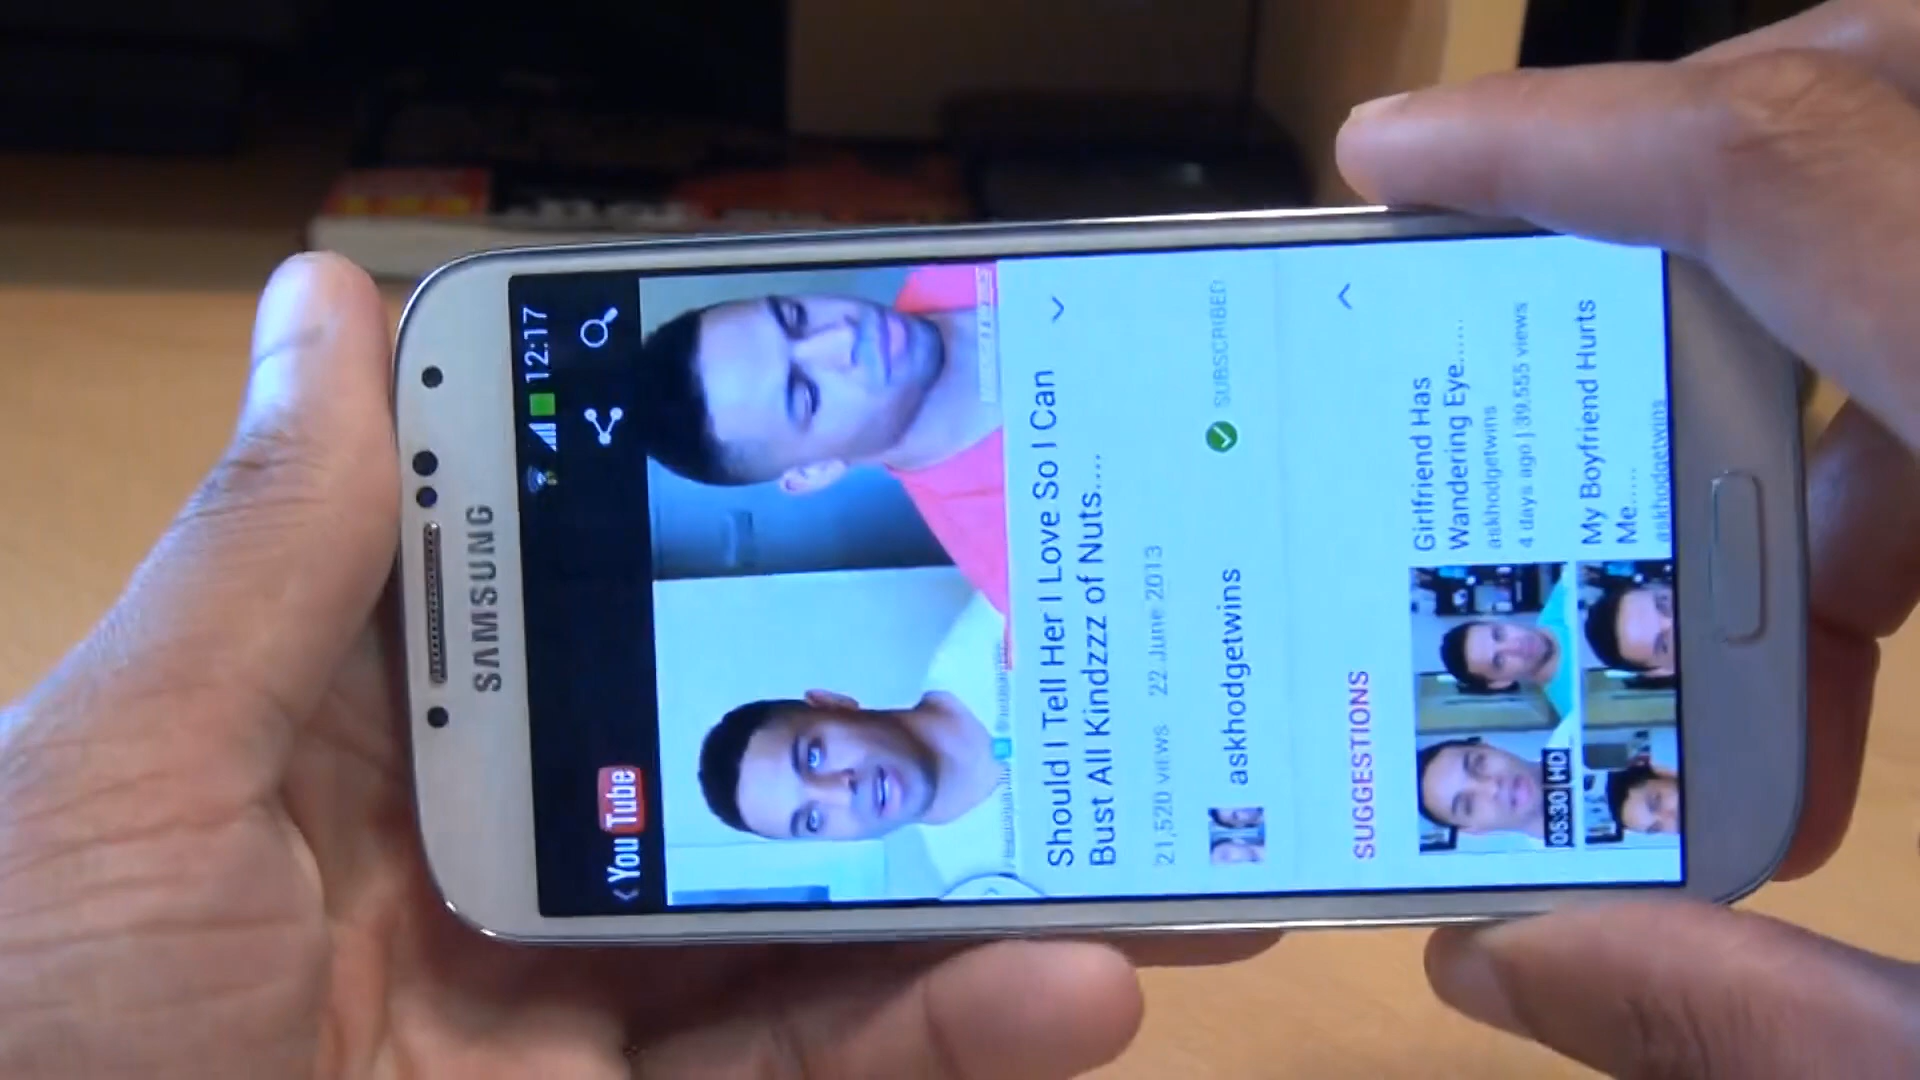 SAMSUNG
12:17
You Tube
Should I Tell Her I Love So I Can
Bust All Kindzzz of Nuts....
21,520 views 22 June 2013
askhodgetwins
SUBSCRIBED
SUGGESTIONS
Girlfriend Has
Wandering Eye......
askhodgetwins
4 days ago | 39,555 views
05:30 HD
My Boyfriend Hurts
Me......
askhodgetwins